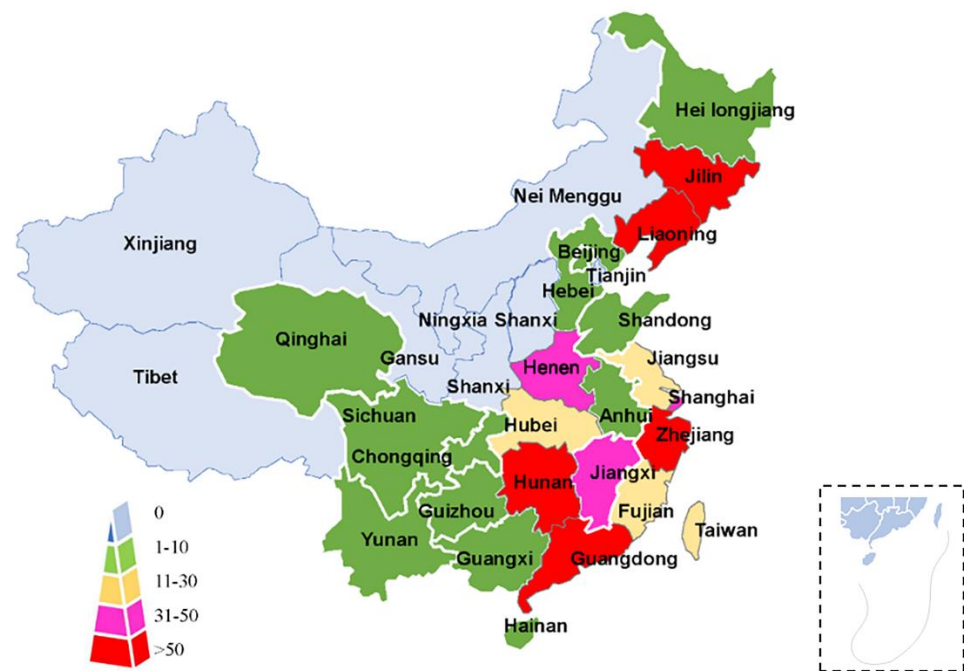 Hei longjiang
Jilin
Nei Menggu
Liaoning
Xinjiang
Beijing
Tianjin
Hebei
Ningxia
Shanxi
Shandong
Qinghai
Gansu
Henen
Jiangsu
Tibet
Shanxi
Shanghai
Sichuan
Anhui
Hubei
Zhejiang
Chongqing
Hunan
Jiangxi
Guizhou
Fujian
Taiwan
Yunan
Guangxi
Guangdong
Hainan
0
1-10
11-30
31-50
>50